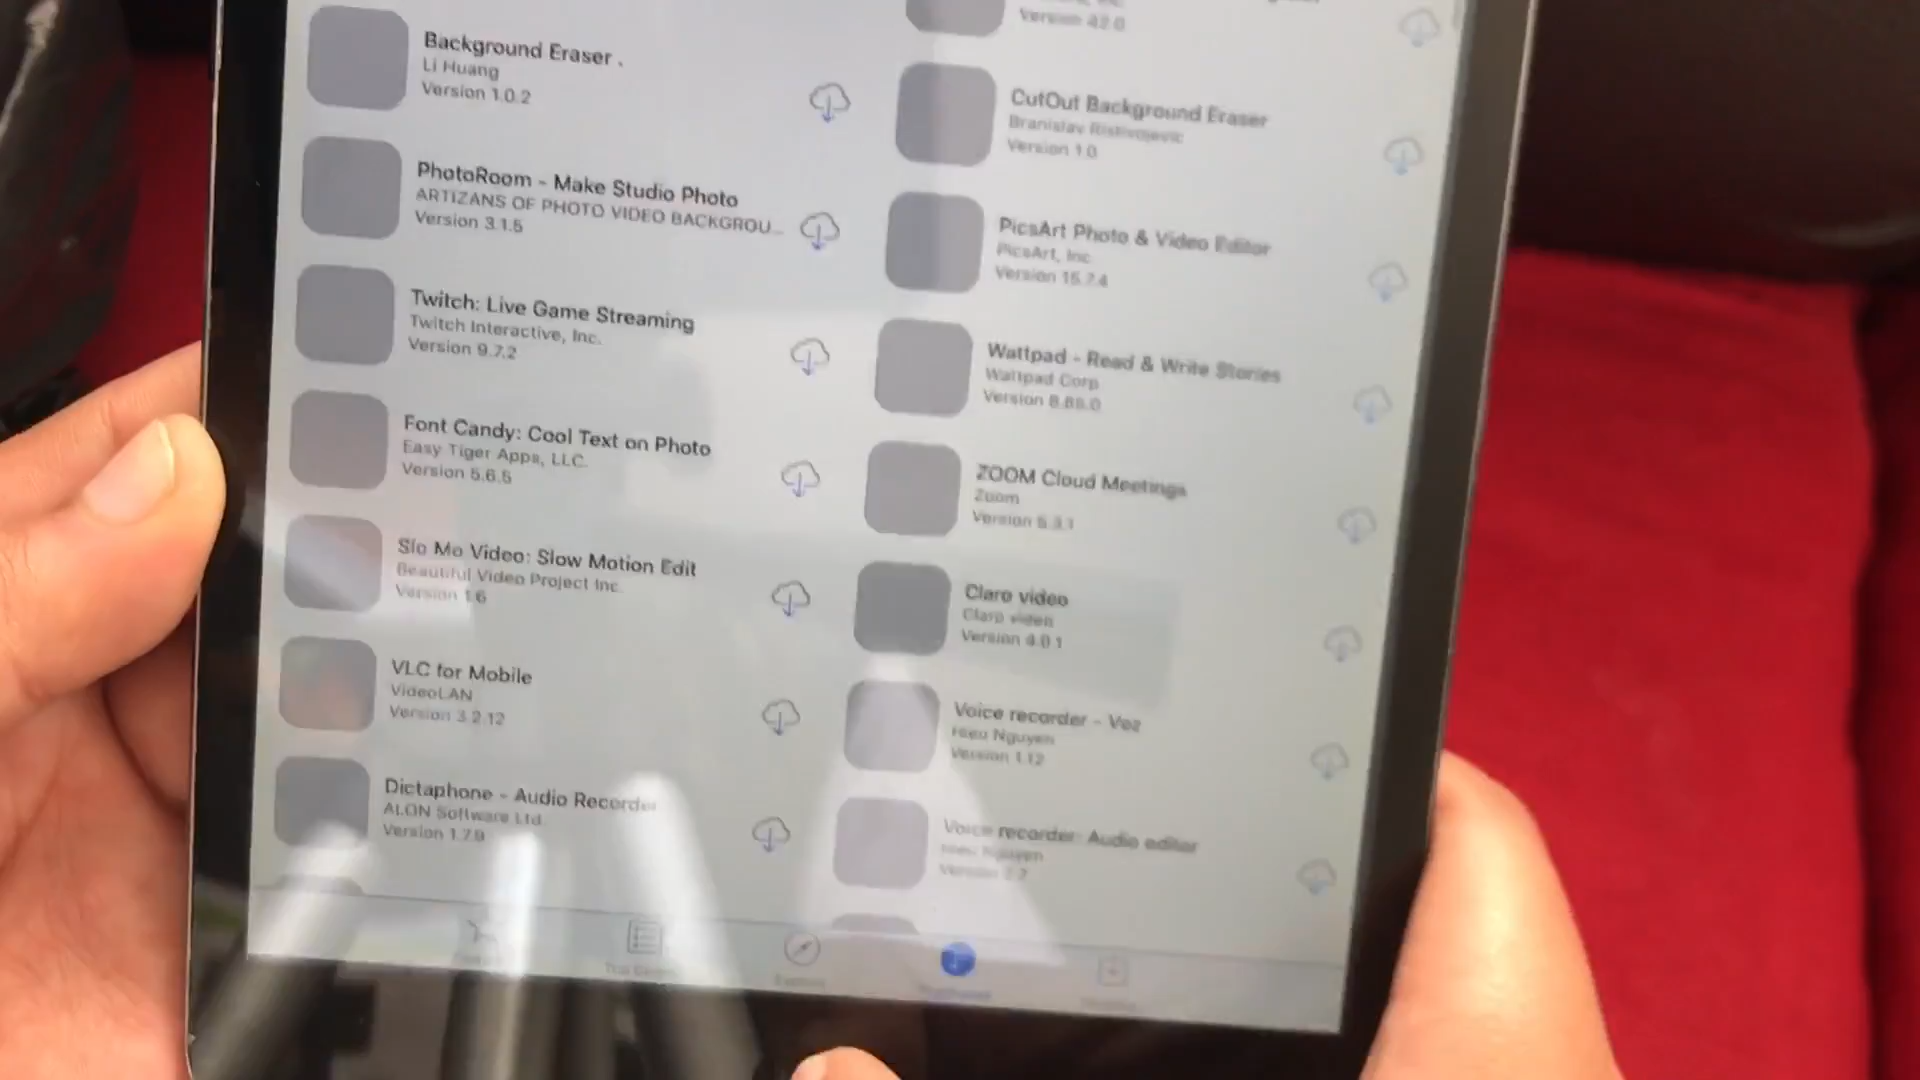 Background Eraser .
Li Huang
Version 1.0.2
PhotoRoom - Make Studio Photo
ARTIZANS OF PHOTO VIDEO BACKGROU...
Version 3.1.5
Twitch: Live Game Streaming
Twitch Interactive, Inc.
Version 9.7.2
Font Candy: Cool Text on Photo
Easy Tiger Apps, LLC.
Version 5.6.5
Slo Mo Video: Slow Motion Edit
Beautiful Video Project Inc.
Version 1.6
VLC for Mobile
VideoLAN
Version 3.2.12
Dictaphone - Audio Recorder
ALON Software Ltd.
Version 1.7.9
Version 42.0
CutOut Background Eraser
Branislav Ristivojevic
Version 1.0
PicsArt Photo & Video Editor
PicsArt, Inc.
Version 15.7.4
Wattpad - Read & Write Stories
Wattpad Corp
Version 8.88.0
ZOOM Cloud Meetings
Zoom
Version 5.3.1
Claro video
Claro video
Version 4.0.1
Voice recorder - Voz
Hieu Nguyen
Version 1.12
Voice recorder: Audio editor
Hieu Nguyen
Version
Explore
Purchased